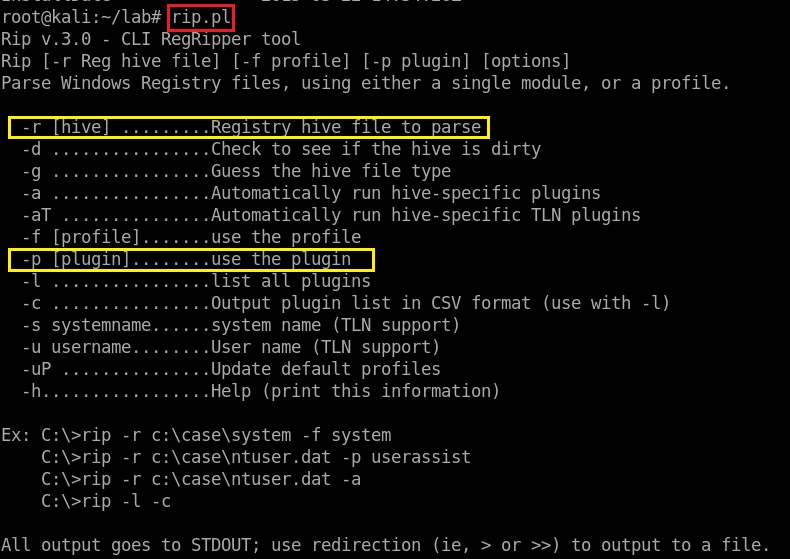 root@kali:~/lab# rip.pl
Rip v.3.0 - CLI RegRipper tool
Rip [-r Reg hive file] [-f profile] [-p plugin] [options]
Parse Windows Registry files, using either a single module, or a profile.

  -r [hive] .........Registry hive file to parse
  -d ................Check to see if the hive is dirty
  -g ................Guess the hive file type
  -a ................Automatically run hive-specific plugins
  -aT ...............Automatically run hive-specific TLN plugins
  -f [profile].......use the profile
  -p [plugin]........use the plugin
  -l ................list all plugins
  -c ................Output plugin list in CSV format (use with -l)
  -s systemname......system name (TLN support)
  -u username........User name (TLN support)
  -uP ...............Update default profiles
  -h.................Help (print this information)

Ex: C:\>rip -r c:\case\system -f system
    C:\>rip -r c:\case\ntuser.dat -p userassist
    C:\>rip -r c:\case\ntuser.dat -a
    C:\>rip -l -c

All output goes to STDOUT; use redirection (ie, > or >>) to output to a file.